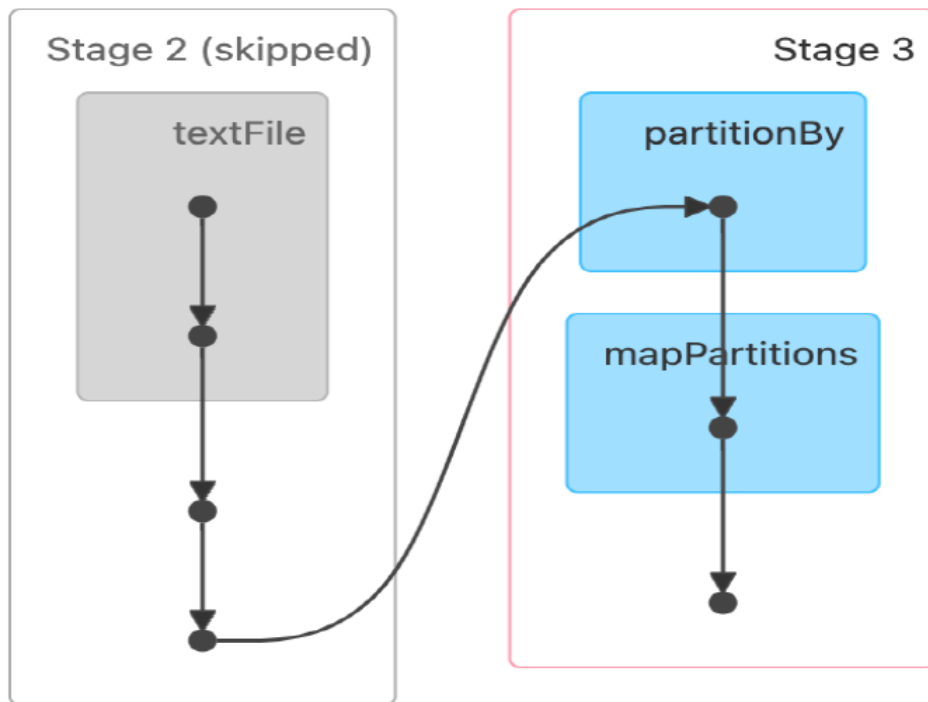 Stage 2 (skipped)
textFile
Stage 3
partitionBy
mapPartitions